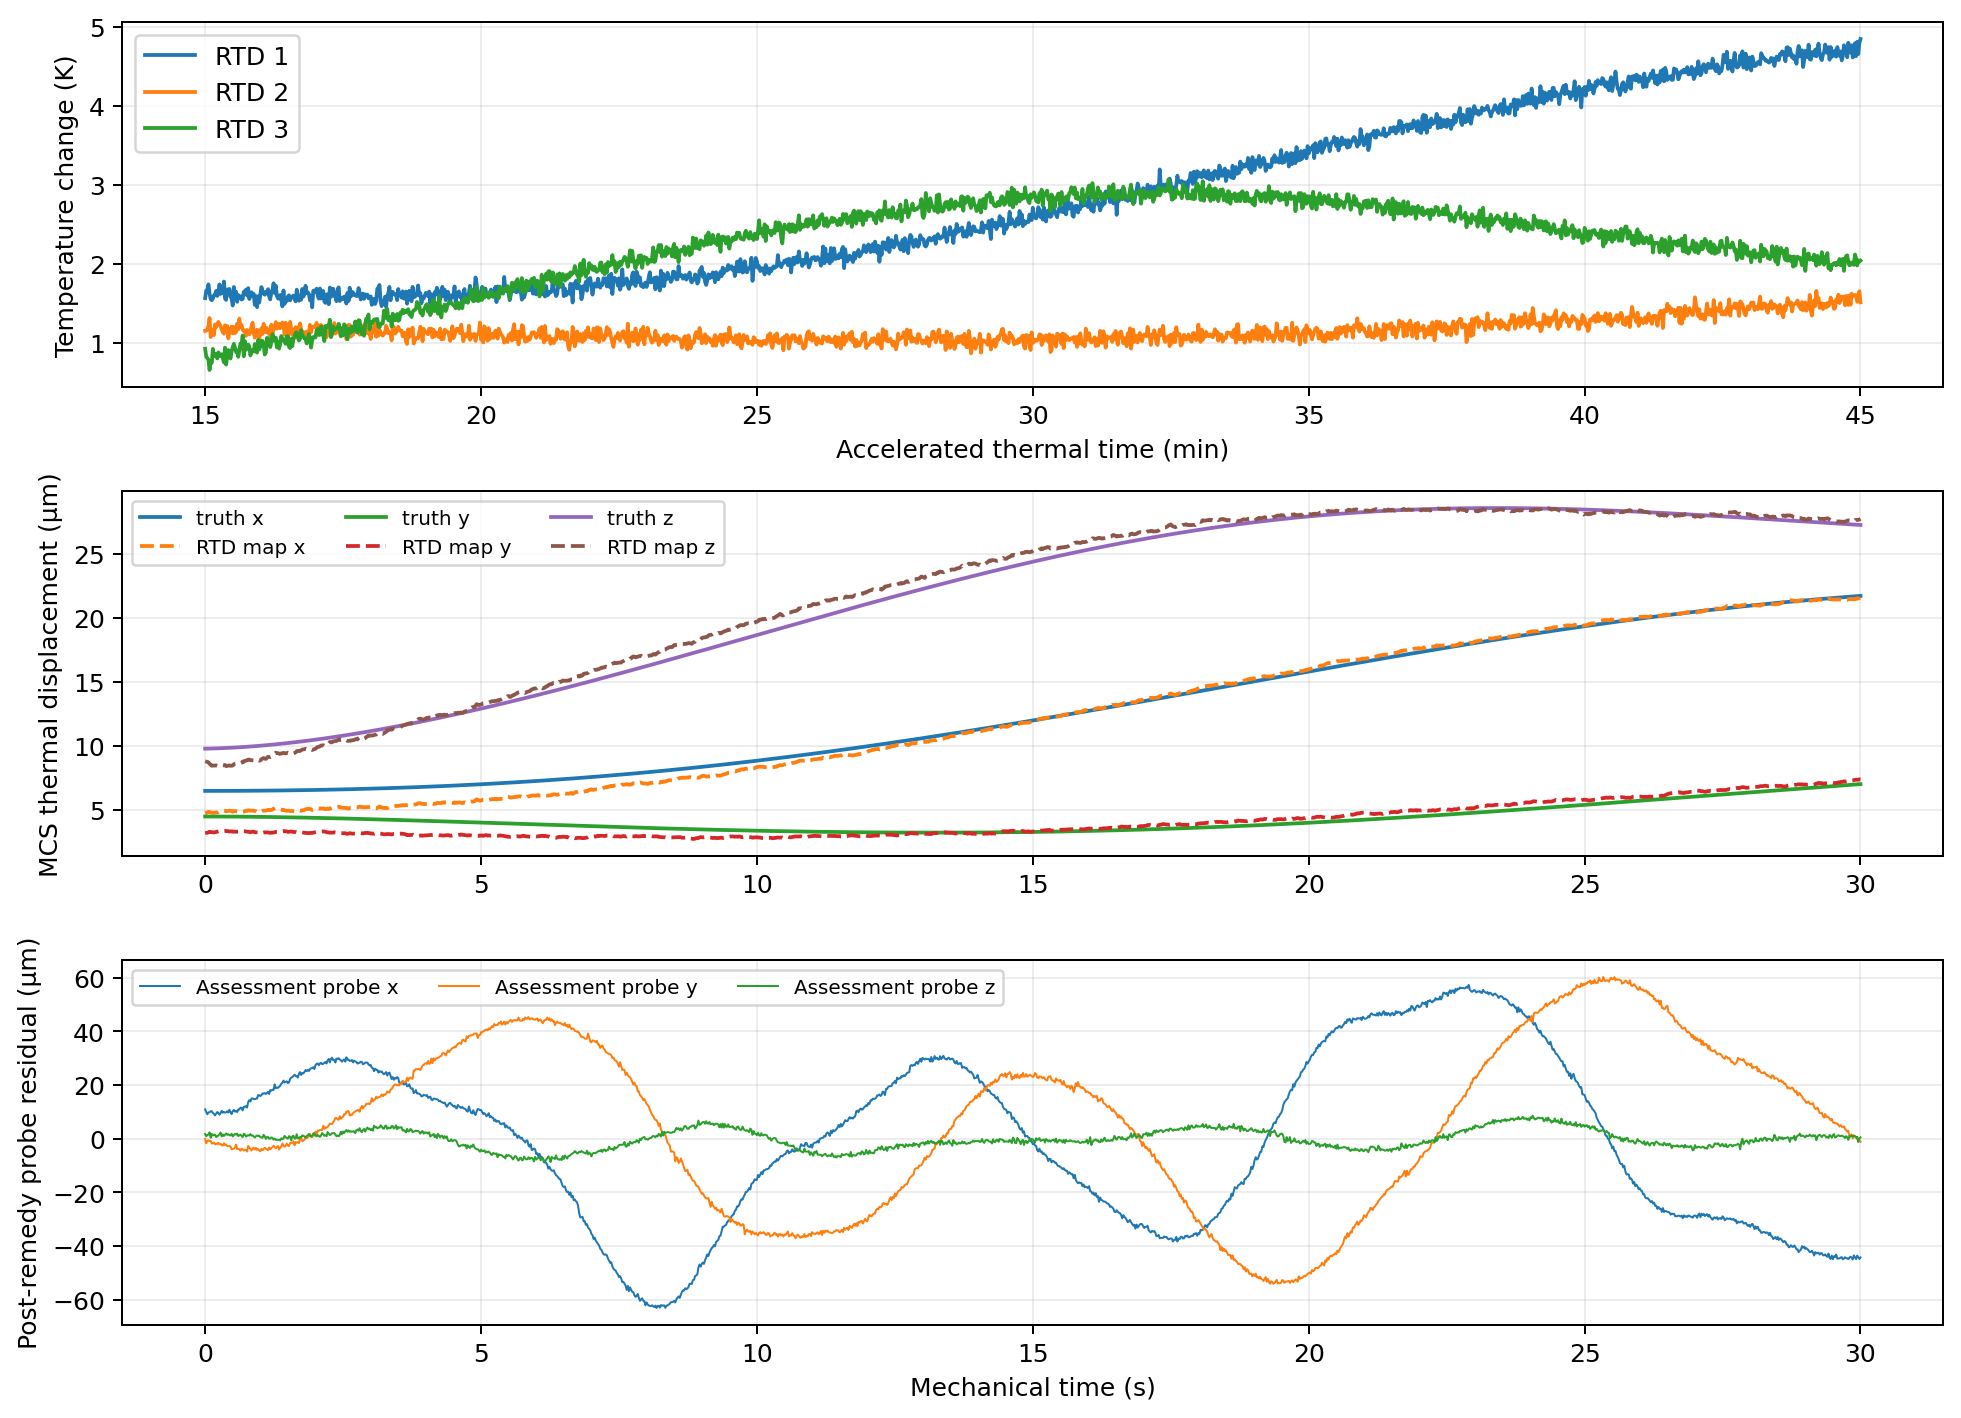 Temperature change (K)
5
4
3
2
1
RTD 1
RTD 2
RTD 3
15 20 25 30 35 40 45
Accelerated thermal time (min)
MCS thermal displacement (µm)
25
20
15
10
5
truth x truth y truth z
RTD map x RTD map y RTD map z
0 5 10 15 20 25 30
Post-remedy probe residual (µm)
60
40
20
0
−20
−40
−60
Assessment probe x Assessment probe y Assessment probe z
0 5 10 15 20 25 30
Mechanical time (s)